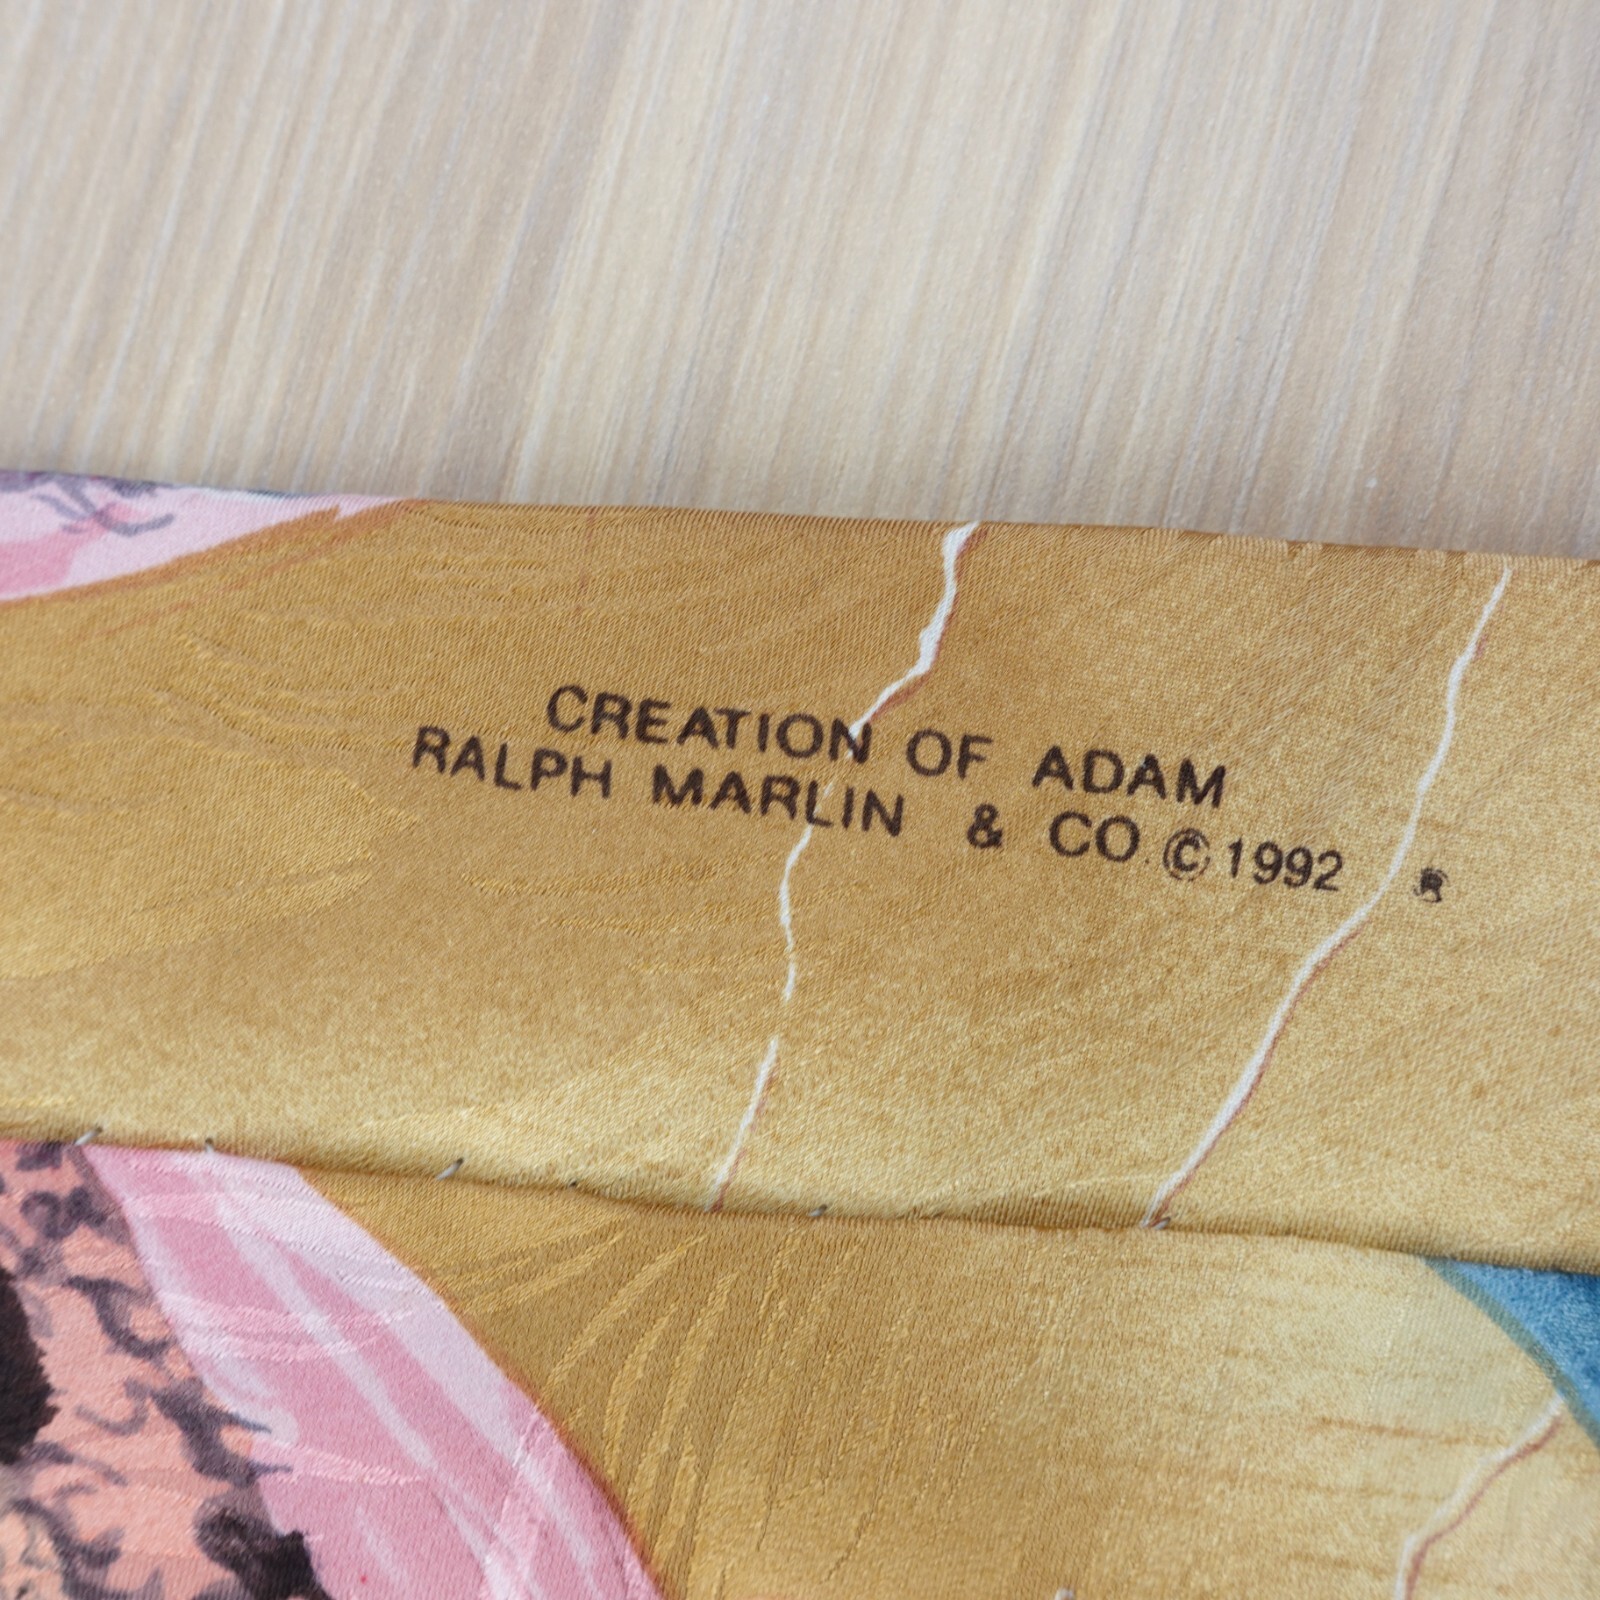 CREATION OF ADAM
RALPH MARLIN & CO. ©1992 ®